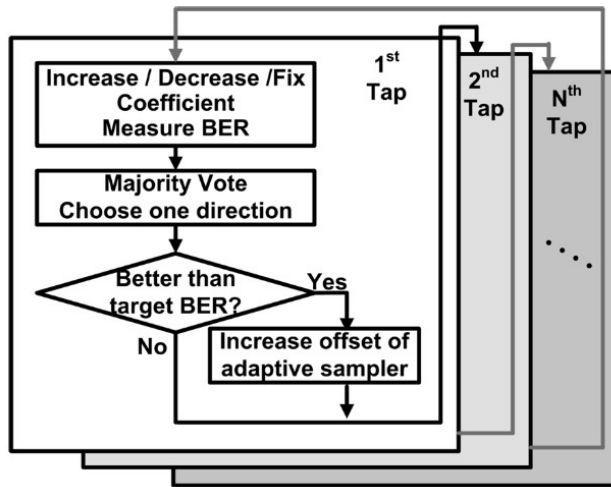 Increase / Decrease /Fix
Coefficient
Measure BER
Majority Vote
Choose one direction
Better than
target BER?
Yes
No
Increase offset of
adaptive sampler
1st
Tap
2nd
Tap
Nth
Tap